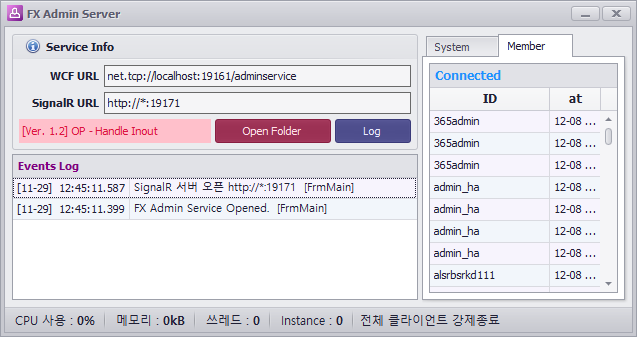 FX Admin Server
Service Info
WCF URL net.tcp://localhost:19161/adminservice
SignalR URL http://*:19171
[Ver. 1.2] OP - Handle Inout Open Folder Log
Events Log
[11-29] 12:45:11.587 SignalR 서버 오픈 http://*:19171 [FrmMain]
[11-29] 12:45:11.399 FX Admin Service Opened. [FrmMain]
System Member
Connected
ID at
365admin 12-08 ...
365admin 12-08 ...
365admin 12-08 ...
admin_ha 12-08 ...
admin_ha 12-08 ...
admin_ha 12-08 ...
admin_ha 12-08 ...
alsrbsrkd111 12-08 ...
CPU 사용 : 0% 메모리 : 0kB 쓰레드 : 0 Instance : 0 전체 클라이언트 강제종료